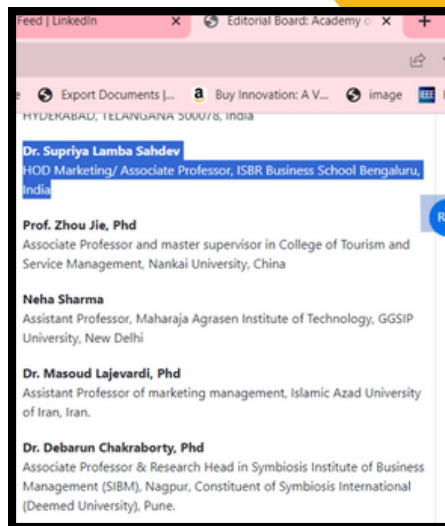 Feed | LinkedIn
Editorial Board: Academy o
Export Documents |...
a Buy Innovation: A V...
image
IEEE
HYDERABAD, TELANGANA 500078, India
Dr. Supriya Lamba Sahdev
HOD Marketing/ Associate Professor, ISBR Business School Bengaluru,
India
R
Prof. Zhou Jie, Phd
Associate Professor and master supervisor in College of Tourism and
Service Management, Nankai University, China
Neha Sharma
Assistant Professor, Maharaja Agrasen Institute of Technology, GGSIP
University, New Delhi
Dr. Masoud Lajevardi, Phd
Assistant Professor of marketing management, Islamic Azad University
of Iran, Iran.
Dr. Debarun Chakraborty, Phd
Associate Professor & Research Head in Symbiosis Institute of Business
Management (SIBM), Nagpur, Constituent of Symbiosis International
(Deemed University), Pune.